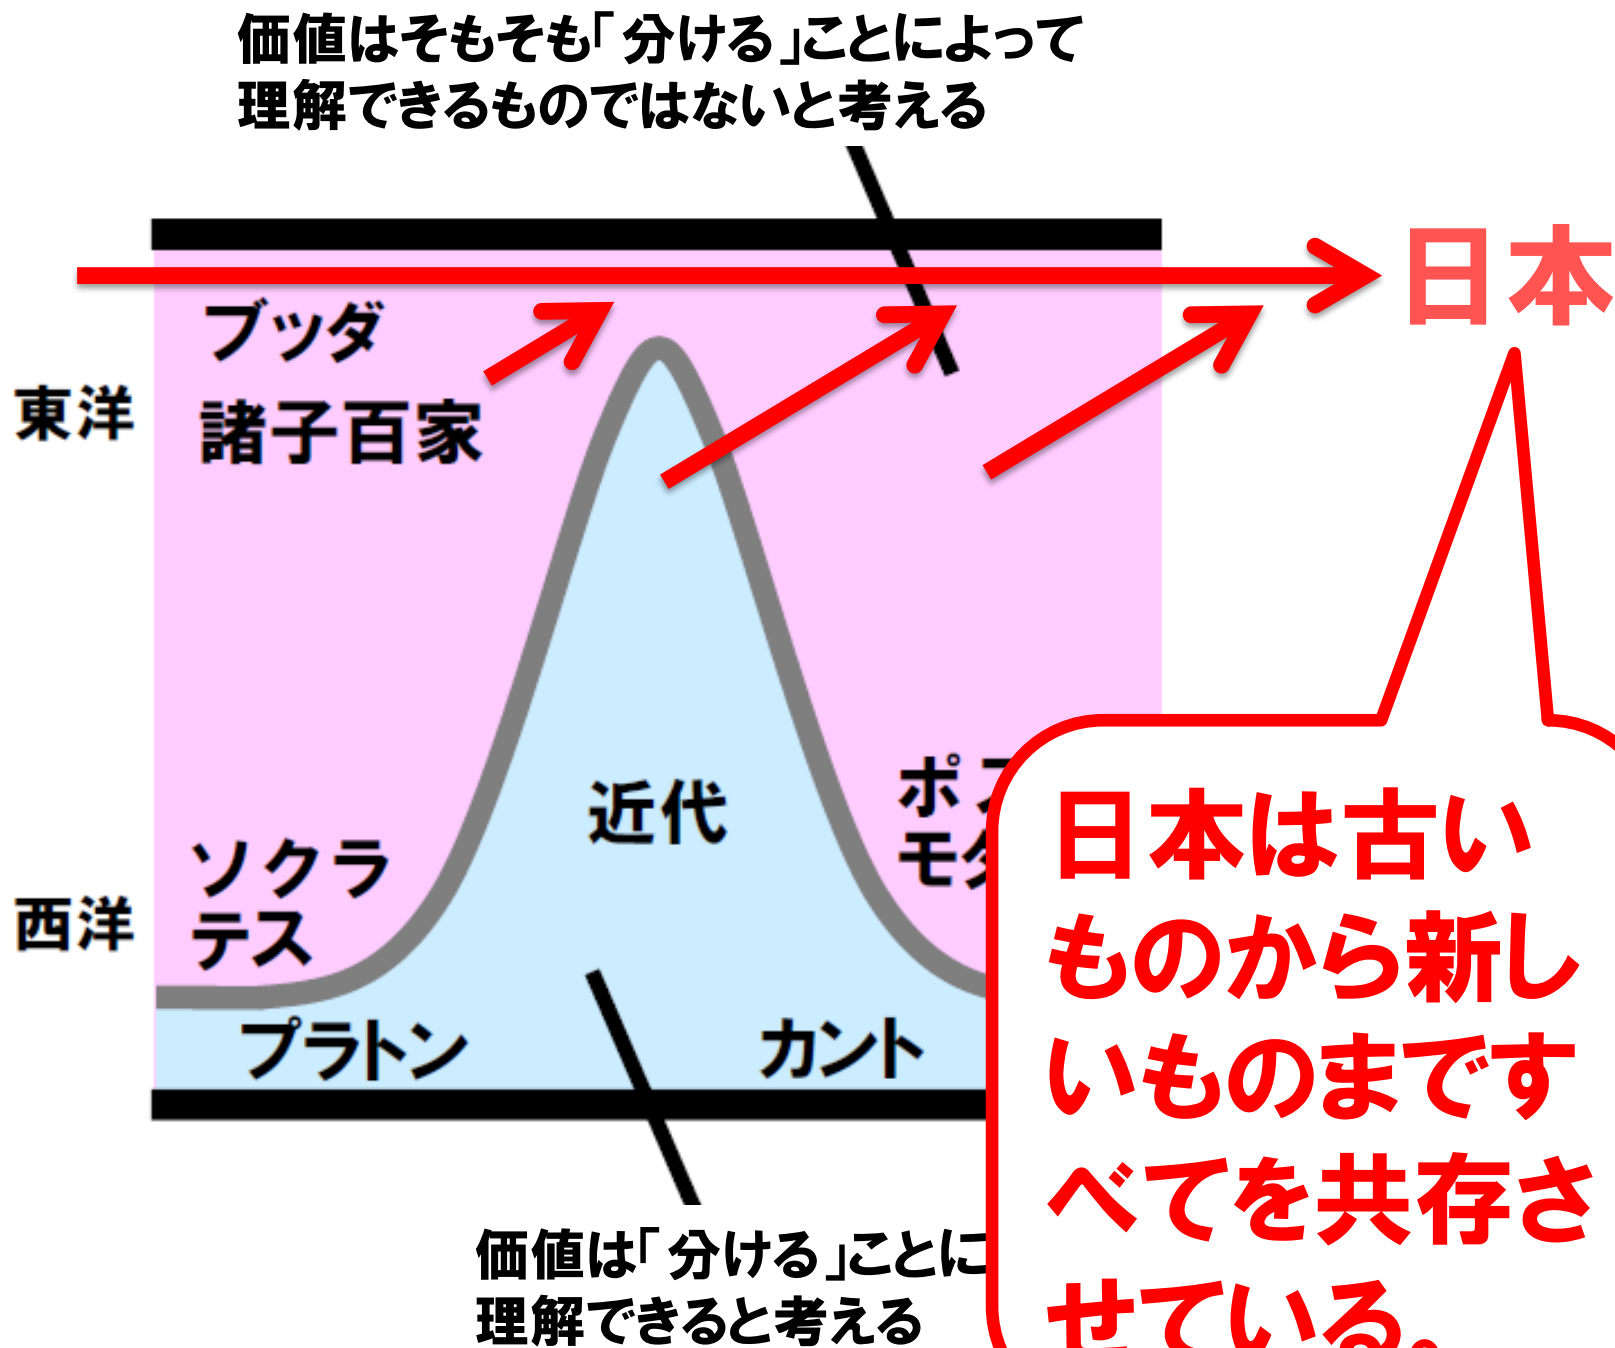 価値はそもそも「分ける」ことによって
理解できるものではないと考える
日本
ブッダ
諸子百家
東洋
近代
ポス
モダ
ソクラ
テス
西洋
プラトン
カント
日本は古い
ものから新し
いものまです
べてを共存さ
せている。
価値は「分ける」ことに
理解できると考える